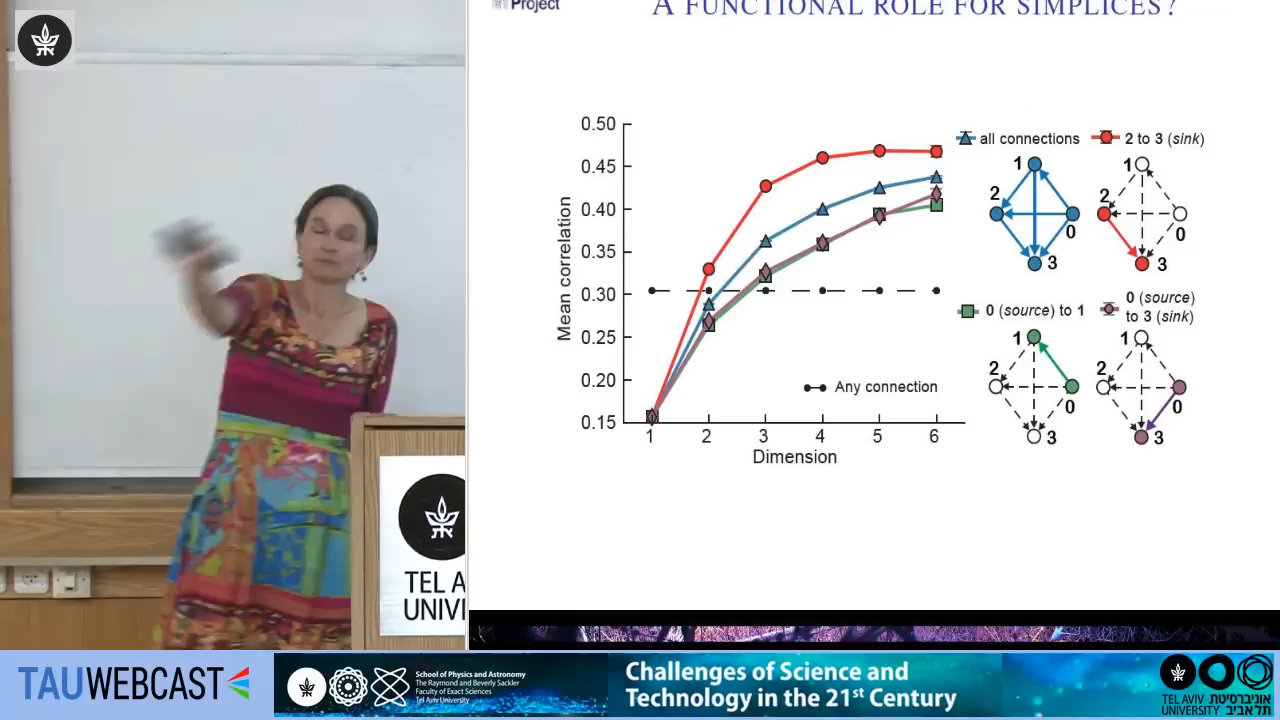 Project
A FUNCTIONAL ROLE FOR SIMPLICES?
0.50
0.45
0.40
0.35
0.30
0.25
0.20
0.15
Mean correlation
1 2 3 4 5 6
Dimension
Any connection
all connections
1
2
0
3
2 to 3 (sink)
1
2
0
3
0 (source) to 1
1
2
0
3
0 (source)
to 3 (sink)
1
2
0
3
TEL A
UNIVE
TAUWEBCAST
School of Physics and Astronomy
The Raymond and Beverly Sackler
Faculty of Exact Sciences
Tel Aviv University
Challenges of Science and
Technology in the 21st Century
TEL AVIV אוניברסיטת
UNIVERSITY תל אביב